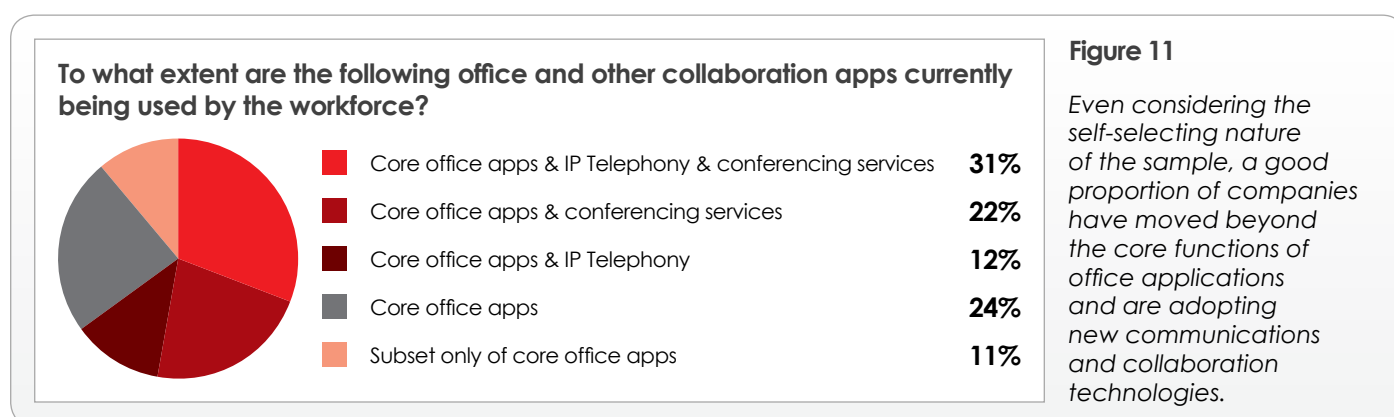 To what extent are the following office and other collaboration apps currently
being used by the workforce?
Core office apps & IP Telephony & conferencing services 31%
Core office apps & conferencing services 22%
Core office apps & IP Telephony 12%
Core office apps 24%
Subset only of core office apps 11%
Figure 11
Even considering the
self-selecting nature
of the sample, a good
proportion of companies
have moved beyond
the core functions of
office applications
and are adopting
new communications
and collaboration
technologies.